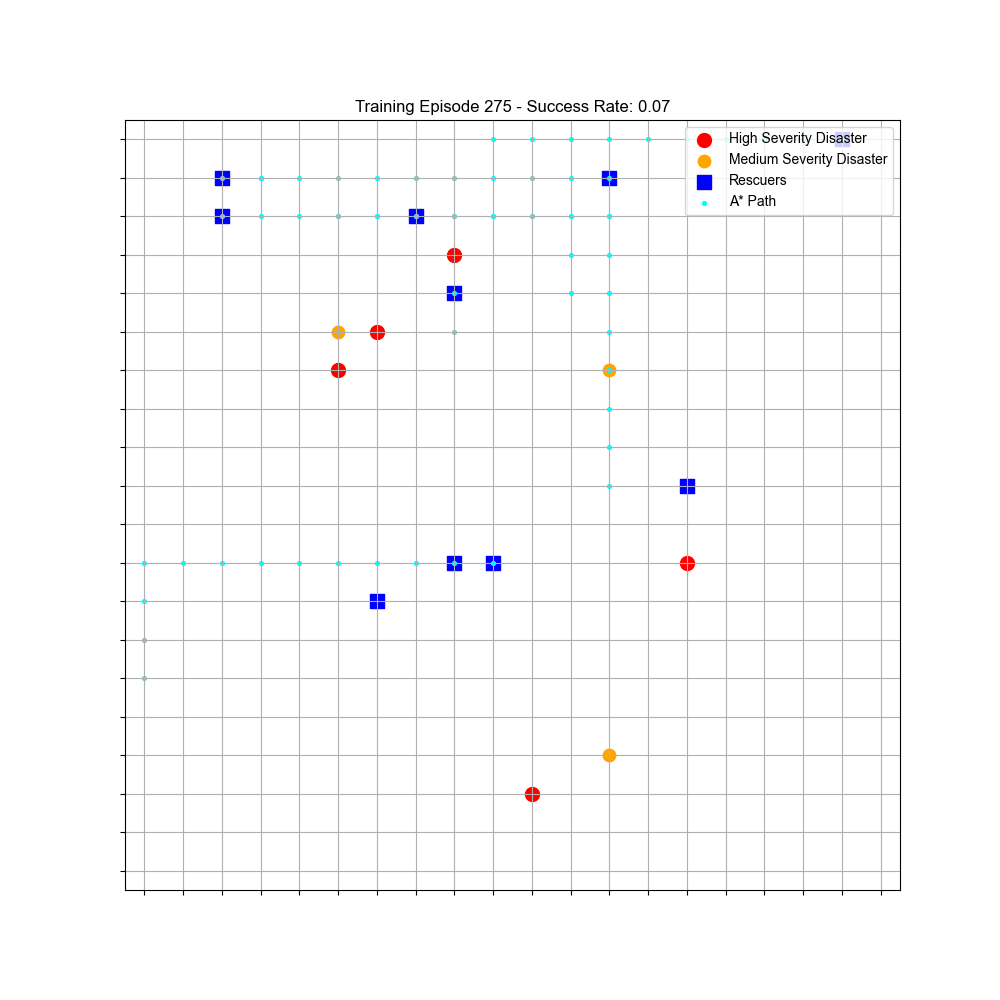 Training Episode 275 - Success Rate: 0.07
High Severity Disaster
Medium Severity Disaster
Rescuers
A* Path